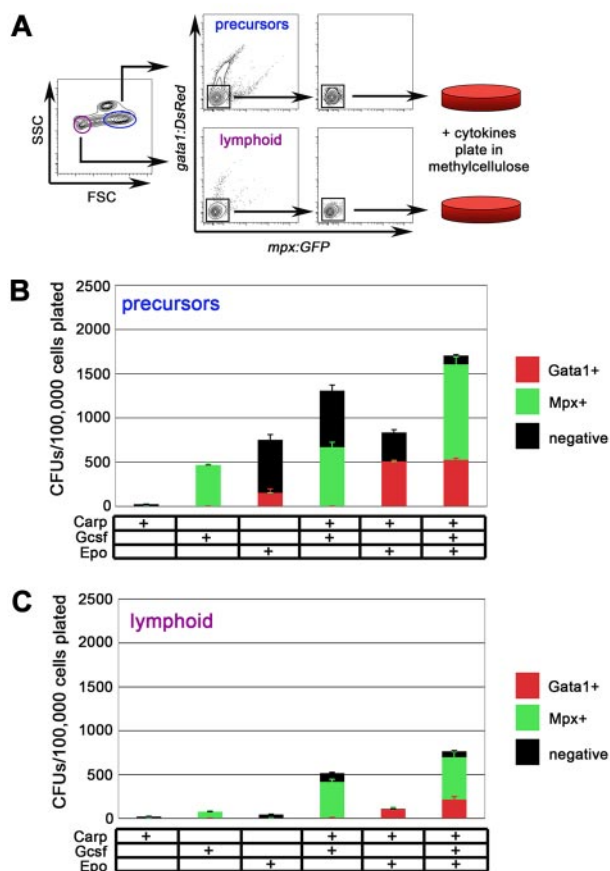 A
precursors
SSC
FSC
gata1:DsRed
lymphoid
mpx:GFP
+ cytokines
plate in
methylcellulose
B
precursors
CFUs/100,000 cells plated
2500
2000
1500
1000
500
0
Gata1+
Mpx+
negative
Carp + + + +
Gcsf + + +
Epo + + +
C
lymphoid
CFUs/100,000 cells plated
2500
2000
1500
1000
500
0
Gata1+
Mpx+
negative
Carp + + + +
Gcsf + + +
Epo + + +